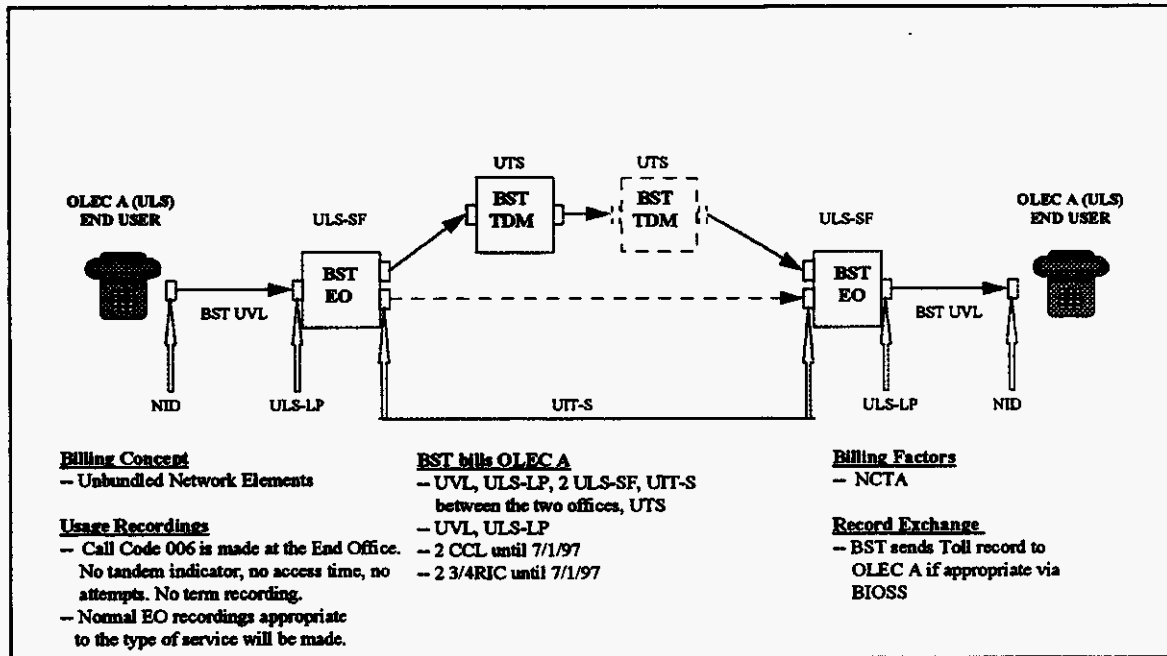 UTS
UTS
OLEC A (ULS)
END USER
ULS-SF
BST
TDM
BST
TDM
ULS-SF
OLEC A (ULS)
END USER
BST
EO
BST
EO
BST UVL
BST UVL
NID
ULS-LP
UIT-S
ULS-LP
NID
Billing Concept
-- Unbundled Network Elements
Usage Recordings
-- Call Code 006 is made at the End Office.
No tandem indicator, no access time, no
attempts. No term recording.
-- Normal EO recordings appropriate
to the type of service will be made.
BST bills OLEC A
-- UVL, ULS-LP, 2 ULS-SF, UIT-S
between the two offices, UTS
-- UVL, ULS-LP
-- 2 CCL until 7/1/97
-- 2 3/4RIC until 7/1/97
Billing Factors
-- NCTA
Record Exchange
-- BST sends Toll record to
OLEC A if appropriate via
BIOSS